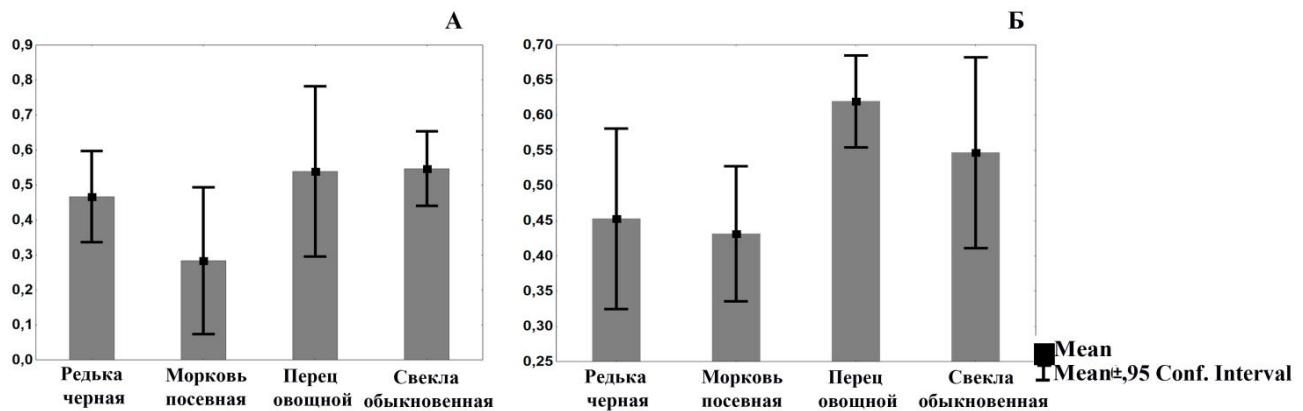 А
0,9
0,8
0,7
0,6
0,5
0,4
0,3
0,2
0,1
0,0
Редька черная
Морковь посевная
Перец овощной
Свекла обыкновенная
Б
0,70
0,65
0,60
0,55
0,50
0,45
0,40
0,35
0,30
0,25
Редька черная
Морковь посевная
Перец овощной
Свекла обыкновенная
Mean
Mean±,95 Conf. Interval